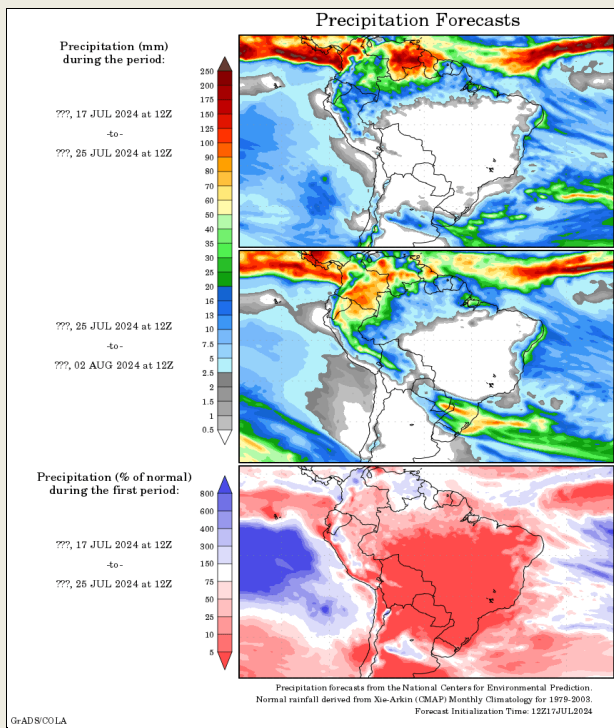 Precipitation Forecasts
Precipitation (mm)
during the period:
???, 17 JUL 2024 at 12Z
-to-
???, 25 JUL 2024 at 12Z
250
200
175
150
125
100
90
80
70
60
50
40
35
30
25
20
16
13
10
7.5
5
2.5
2
1.5
1
0.5
???, 25 JUL 2024 at 12Z
-to-
???, 02 AUG 2024 at 12Z
Precipitation (% of normal)
during the first period:
???, 17 JUL 2024 at 12Z
-to-
???, 25 JUL 2024 at 12Z
800
600
400
300
150
75
50
25
10
5
Precipitation forecasts from the National Centers for Environmental Prediction.
Normal rainfall derived from Xie-Arkin (CMAP) Monthly Climatology for 1979-2003.
Forecast Initialization Time: 12Z17JUL2024
GrADS/COLA